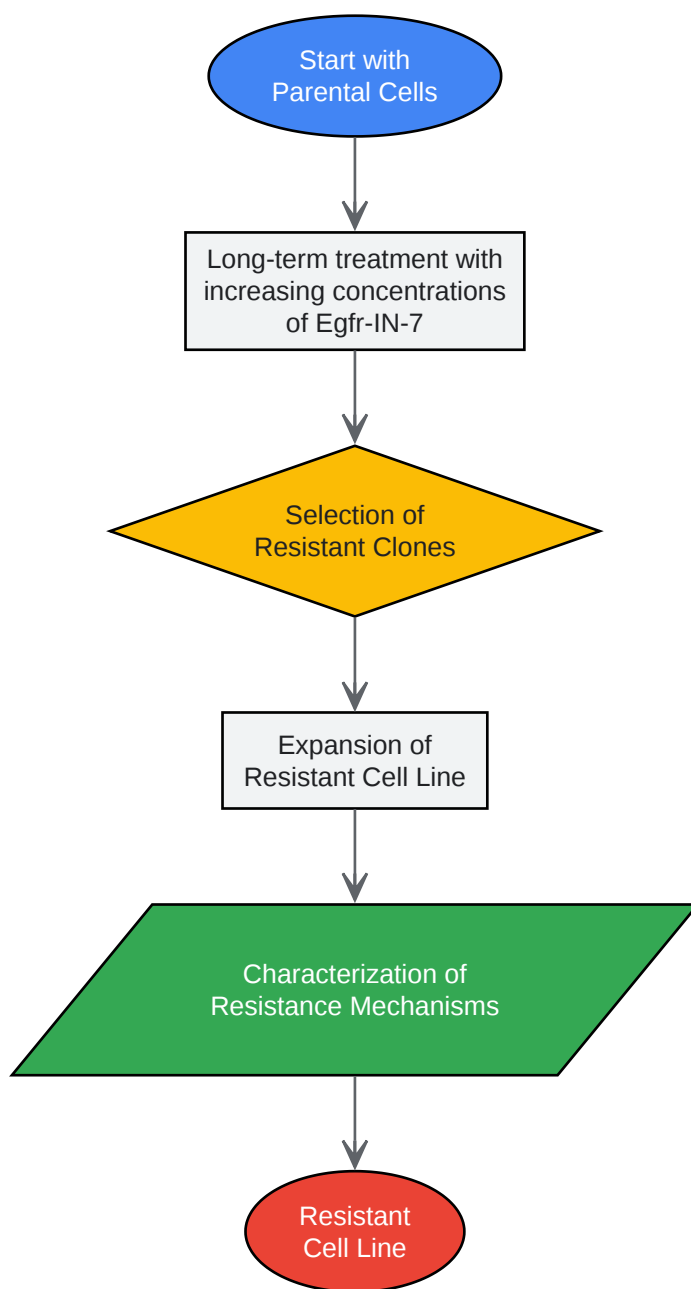 Start with
Parental Cells
Long-term treatment with
increasing concentrations
of Egfr-IN-7
Selection of
Resistant Clones
Expansion of
Resistant Cell Line
Characterization of
Resistance Mechanisms
Resistant
Cell Line